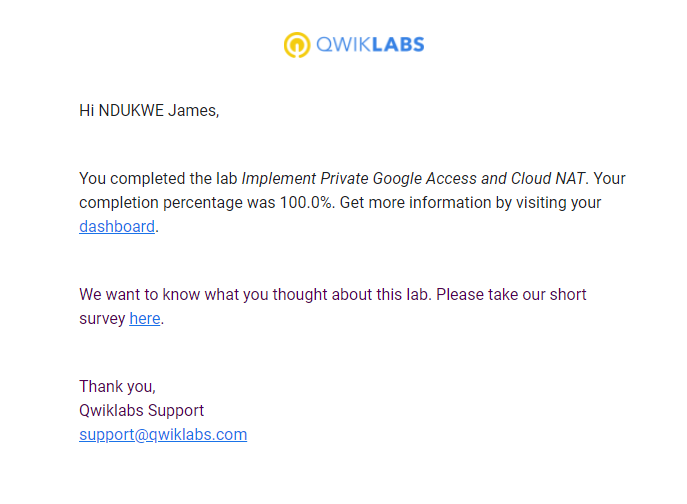 QWIKLABS
Hi NDUKWE James,
You completed the lab Implement Private Google Access and Cloud NAT. Your
completion percentage was 100.0%. Get more information by visiting your
dashboard.
We want to know what you thought about this lab. Please take our short
survey here.
Thank you,
Qwiklabs Support
support@qwiklabs.com